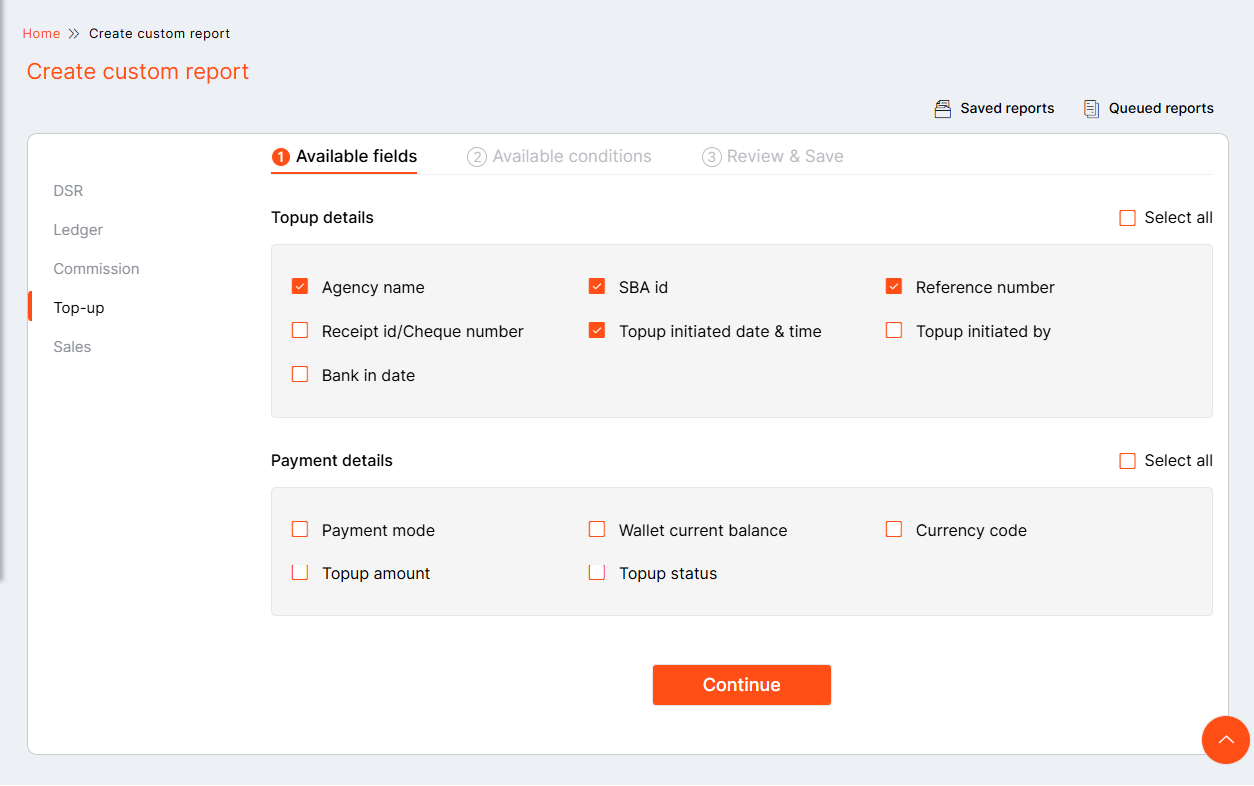 Home Create custom report
Create custom report
Saved reports Queued reports
1 Available fields 2 Available conditions 3 Review & Save
DSR
Ledger
Commission
Top-up
Sales
Topup details Select all
Agency name SBA id Reference number
Receipt id/Cheque number Topup initiated date & time Topup initiated by
Bank in date
Payment details Select all
Payment mode Wallet current balance Currency code
Topup amount Topup status
Continue